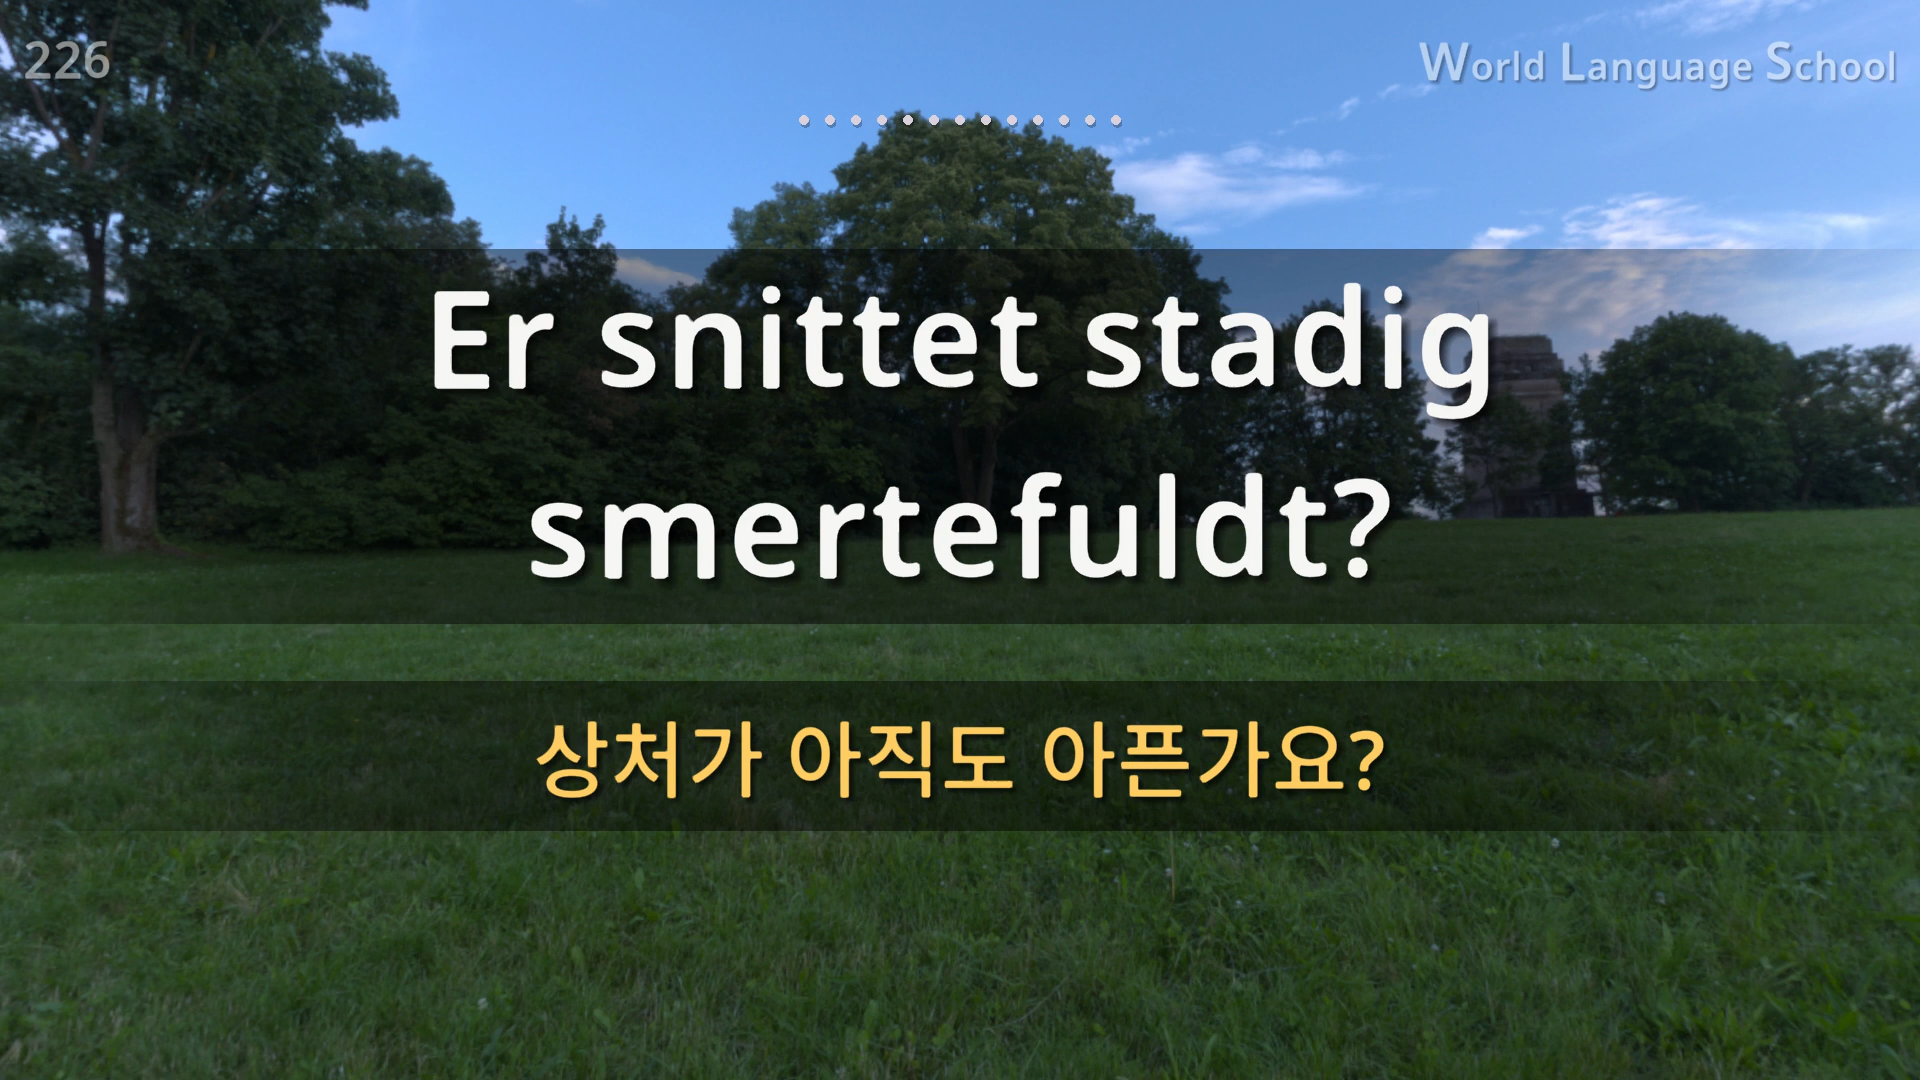 226
World Language School
Er snittet stadig
smertefuldt?
상처가 아직도 아픈가요?